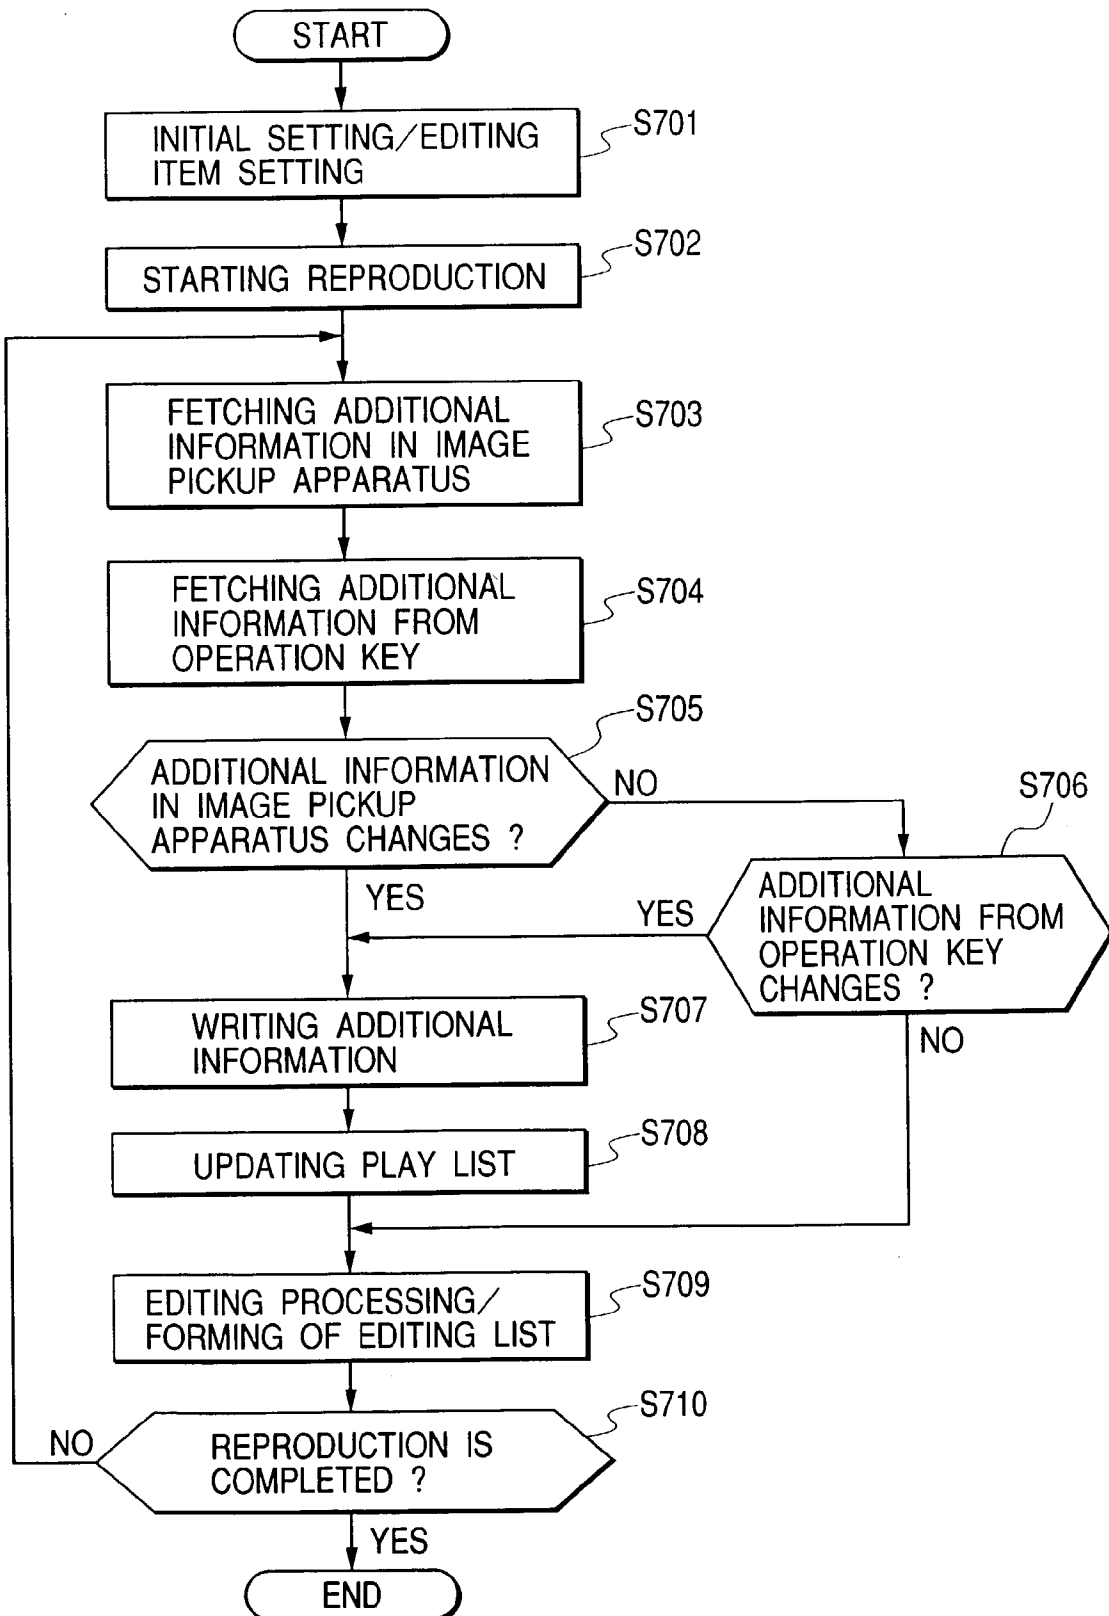 START
INITIAL SETTING/EDITING
ITEM SETTING
S701
STARTING REPRODUCTION
S702
FETCHING ADDITIONAL
INFORMATION IN IMAGE
PICKUP APPARATUS
S703
FETCHING ADDITIONAL
INFORMATION FROM
OPERATION KEY
S704
ADDITIONAL INFORMATION
IN IMAGE PICKUP
APPARATUS CHANGES ?
S705
NO
YES
S706
ADDITIONAL
INFORMATION FROM
OPERATION KEY
CHANGES ?
YES
NO
WRITING ADDITIONAL
INFORMATION
S707
UPDATING PLAY LIST
S708
EDITING PROCESSING/
FORMING OF EDITING LIST
S709
REPRODUCTION IS
COMPLETED ?
S710
NO
YES
END